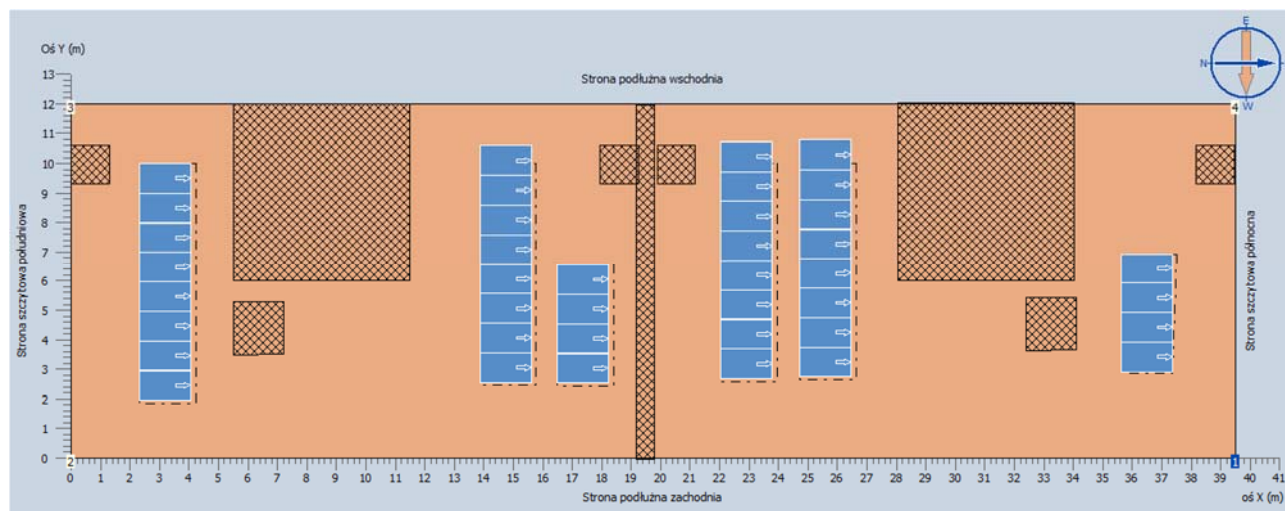 Oś Y (m)
E
N
W
13
Strona podłużna wschodnia
12
3
4
11
10
9
8
7
6
5
4
3
2
1
0
2
1
Strona szczytowa południowa
Strona szczytowa północna
0 1 2 3 4 5 6 7 8 9 10 11 12 13 14 15 16 17 18 19 20 21 22 23 24 25 26 27 28 29 30 31 32 33 34 35 36 37 38 39 40 41
Strona podłużna zachodnia
oś X (m)